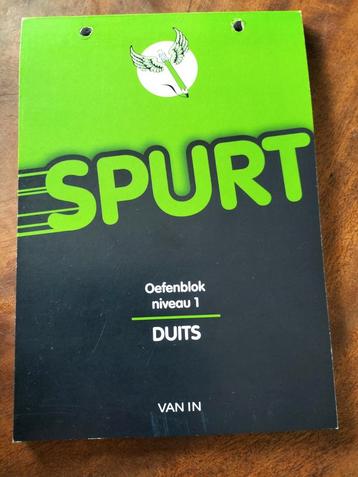 SPURT
Oefenblok
niveau 1
DUITS
VAN IN